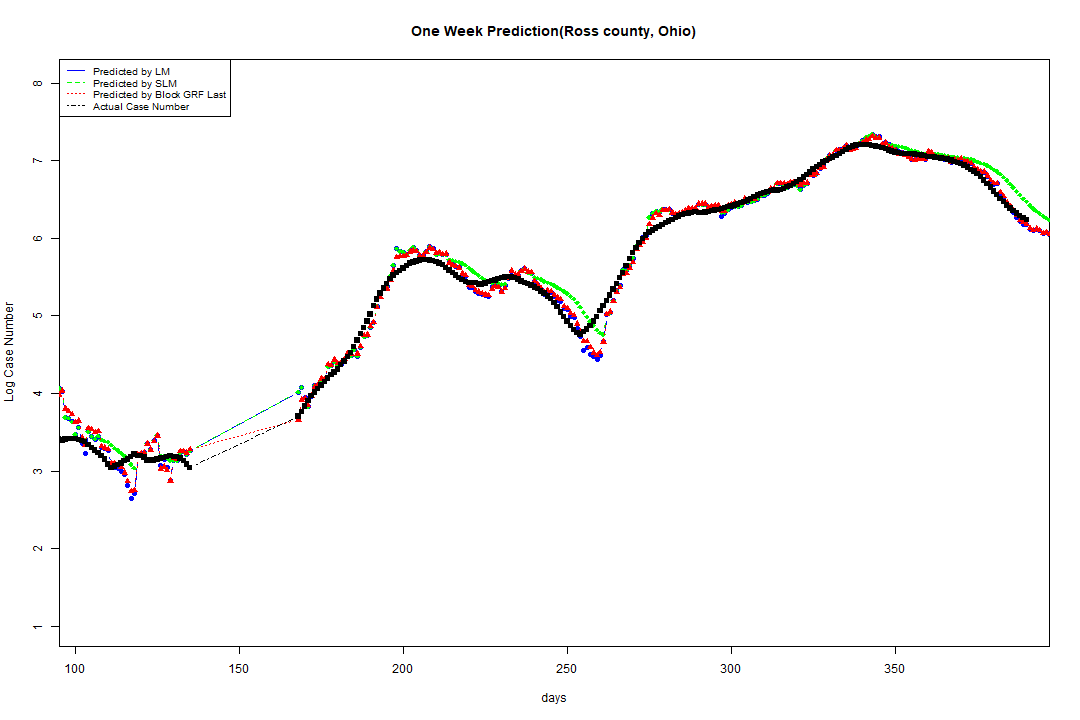 One Week Prediction(Ross county, Ohio)
Predicted by LM
Predicted by SLM
Predicted by Block GRF Last
Actual Case Number
8
7
6
5
4
3
2
1
Log Case Number
100 150 200 250 300 350
days